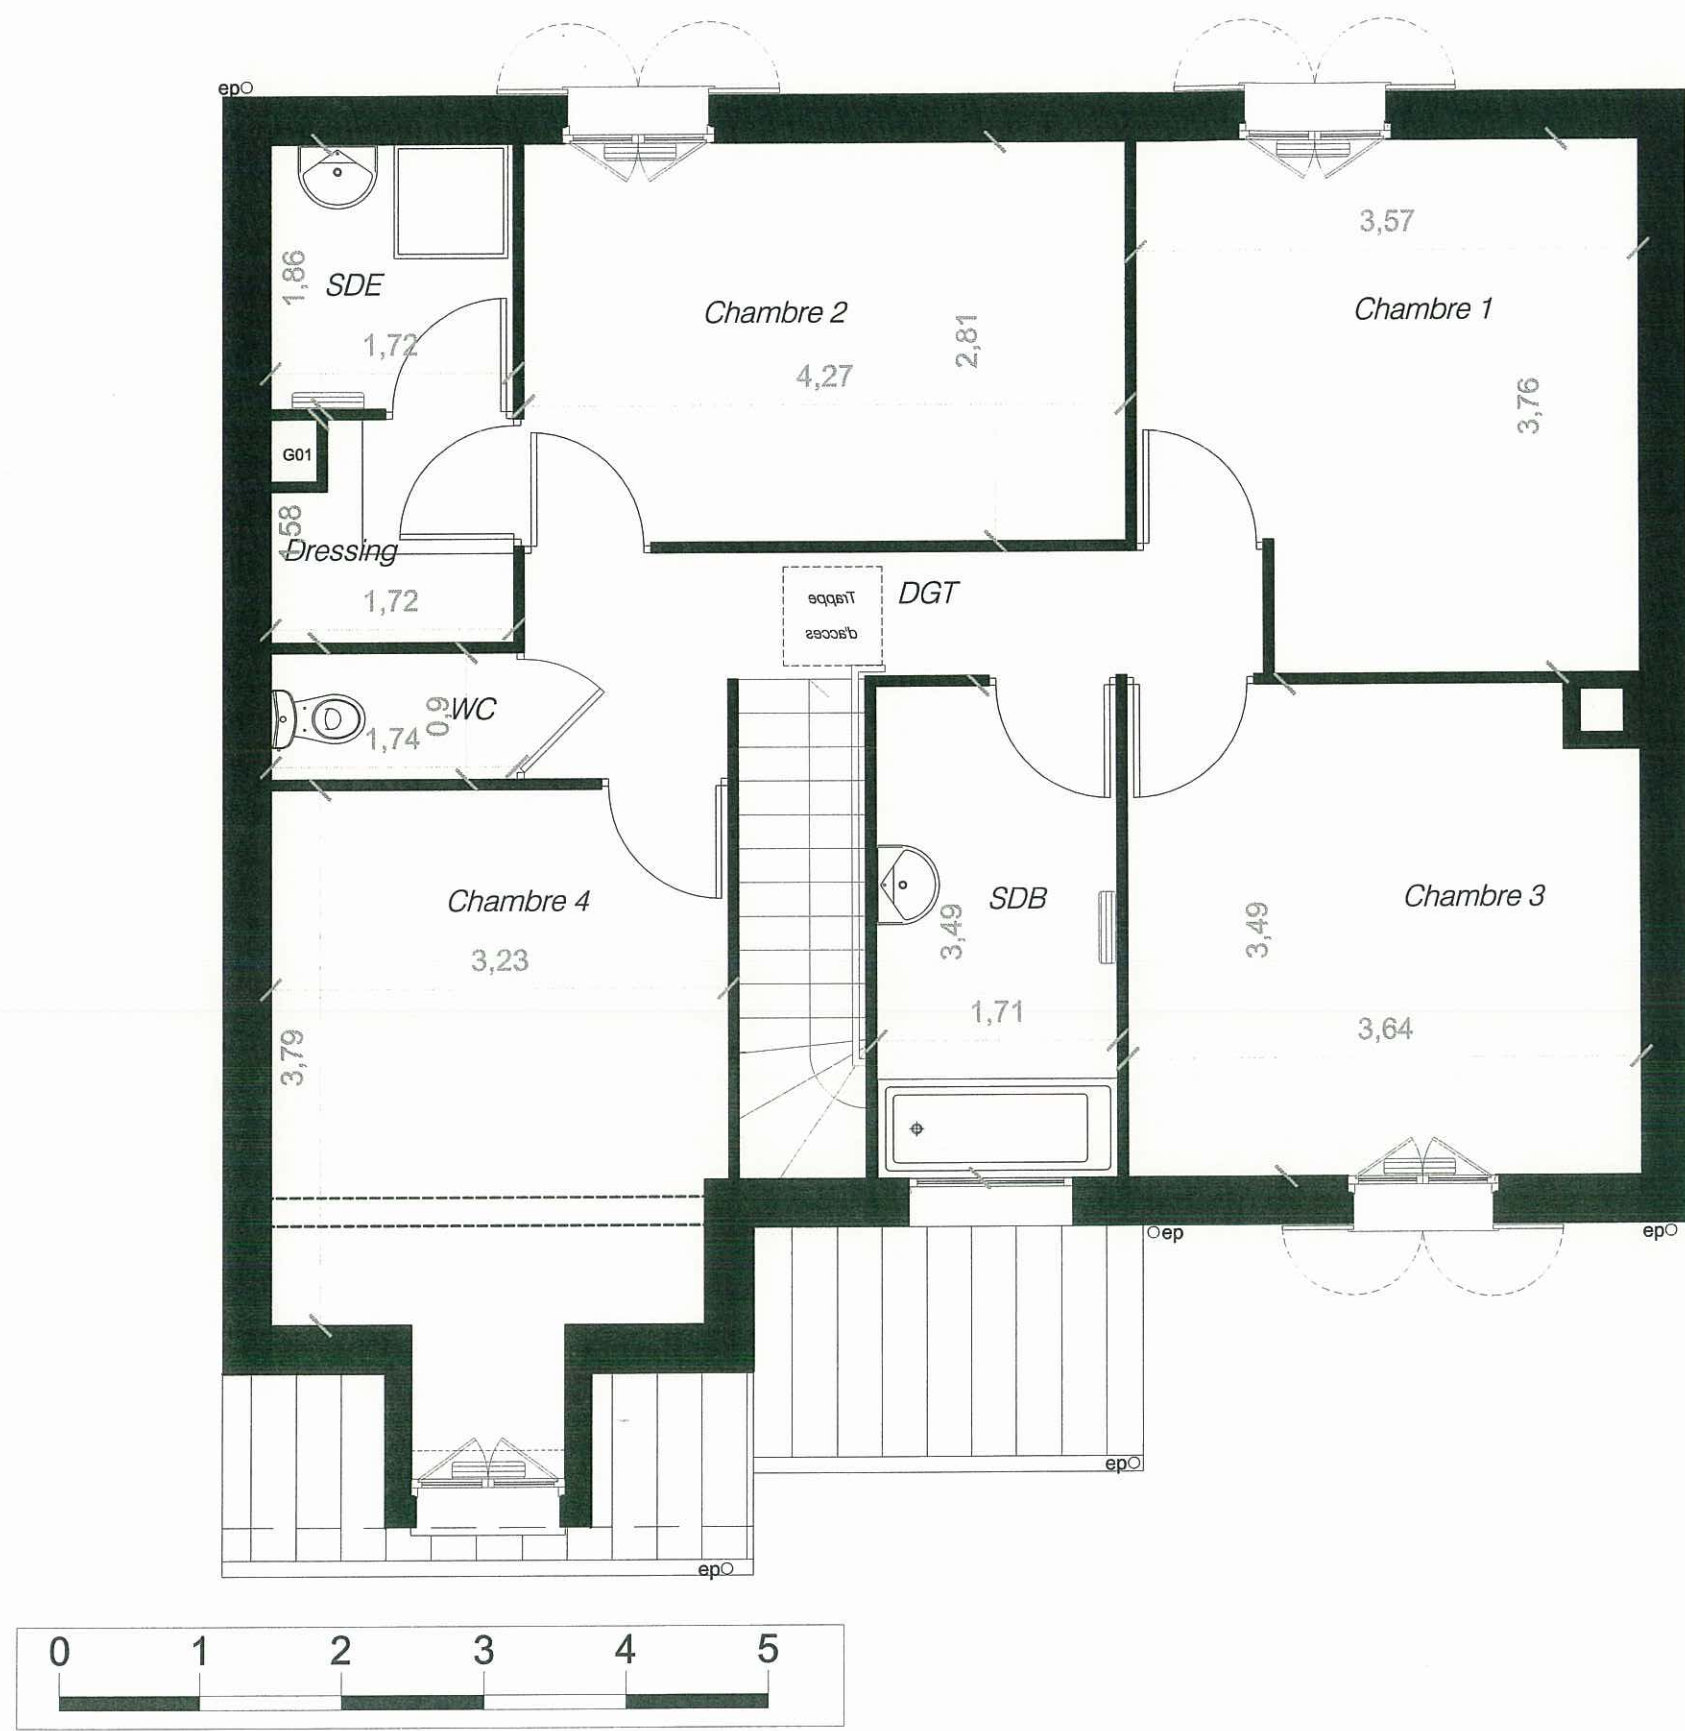 ep
3,57
1,86
SDE
Chambre 2
Chambre 1
2,81
1,72
4,27
3,76
G01
1,58
Dressing
DGT
Trappe
d'acces
1,72
WC
0,9
1,74
Chambre 4
SDB
Chambre 3
3,49
3,49
3,23
1,71
3,64
3,79
ep
ep
ep
ep
0 1 2 3 4 5